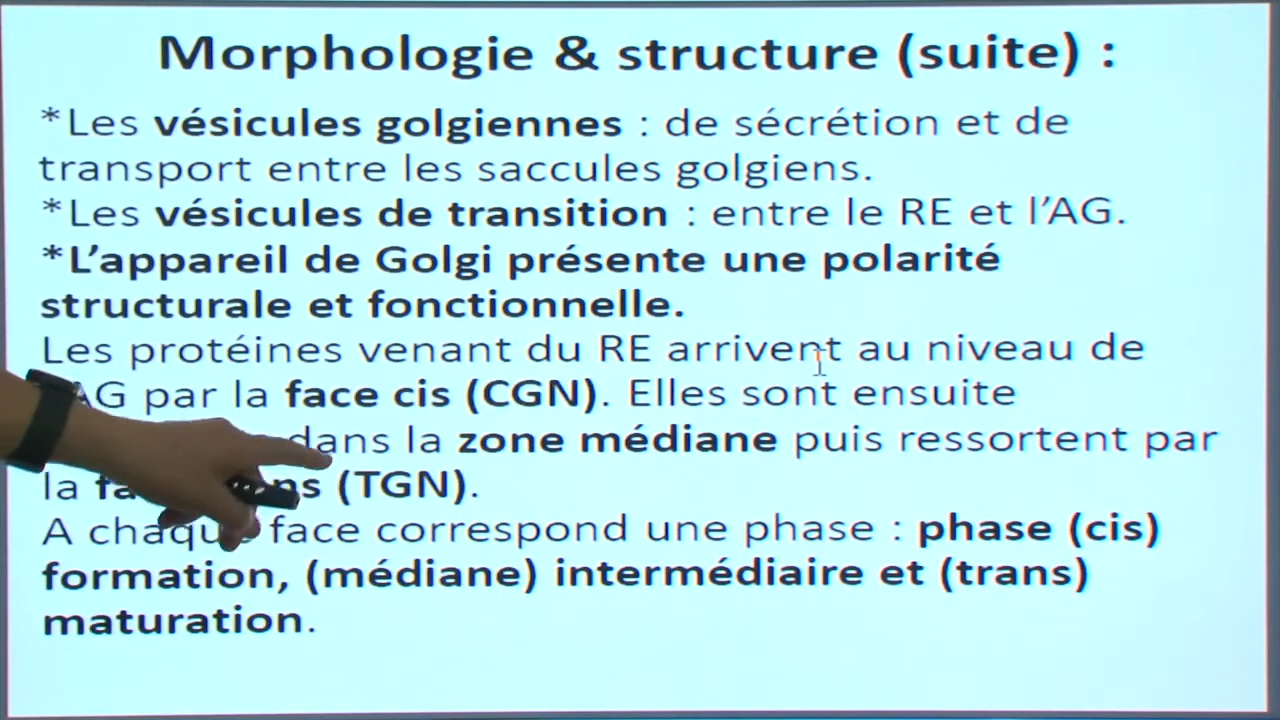 Morphologie & structure (suite) :
*Les vésicules golgiennes : de sécrétion et de
transport entre les saccules golgiens.
*Les vésicules de transition : entre le RE et l’AG.
*L’appareil de Golgi présente une polarité
structurale et fonctionnelle.
Les protéines venant du RE arrivent au niveau de
AG par la face cis (CGN). Elles sont ensuite
dans la zone médiane puis ressortent par
la (TGN).
A face correspond une phase : phase (cis)
formation, (médiane) intermédiaire et (trans)
maturation.